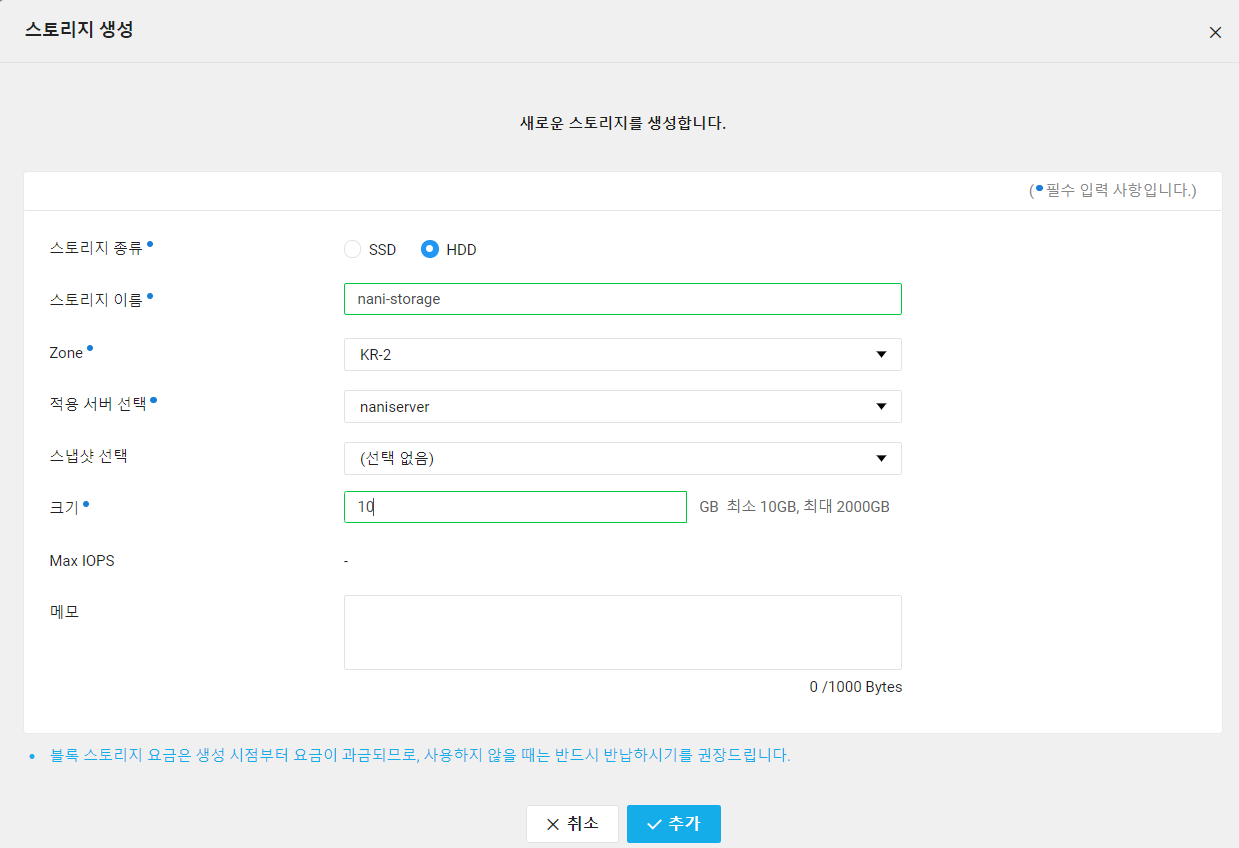 스토리지 생성
새로운 스토리지를 생성합니다.
(•필수 입력 사항입니다.)
스토리지 종류• SSD HDD
스토리지 이름• nani-storage
Zone• KR-2
적용 서버 선택• naniserver
스냅샷 선택 (선택 없음)
크기• 10 GB 최소 10GB, 최대 2000GB
Max IOPS -
메모
0 /1000 Bytes
• 블록 스토리지 요금은 생성 시점부터 요금이 과금되므로, 사용하지 않을 때는 반드시 반납하시기를 권장드립니다.
취소 추가